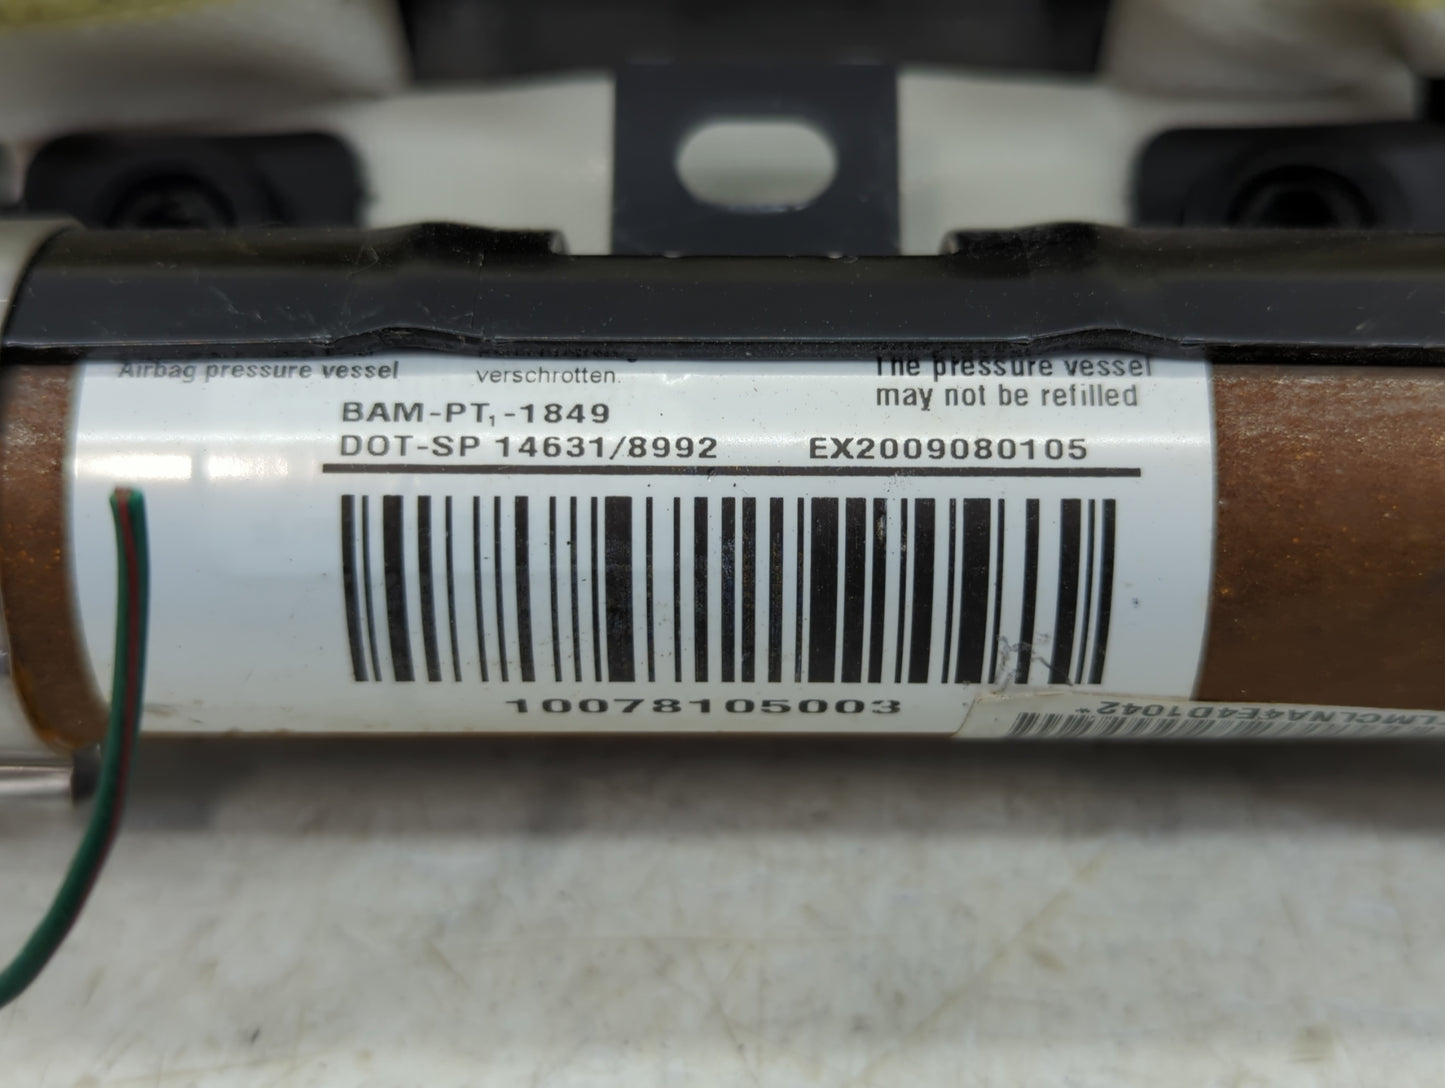 Airbag pressure vessel
verschrotten.
The pressure vessel
may not be refilled
BAM-PT₁-1849
DOT-SP 14631/8992 EX2009080105
10078105003
LMCLNA4E4D1042*